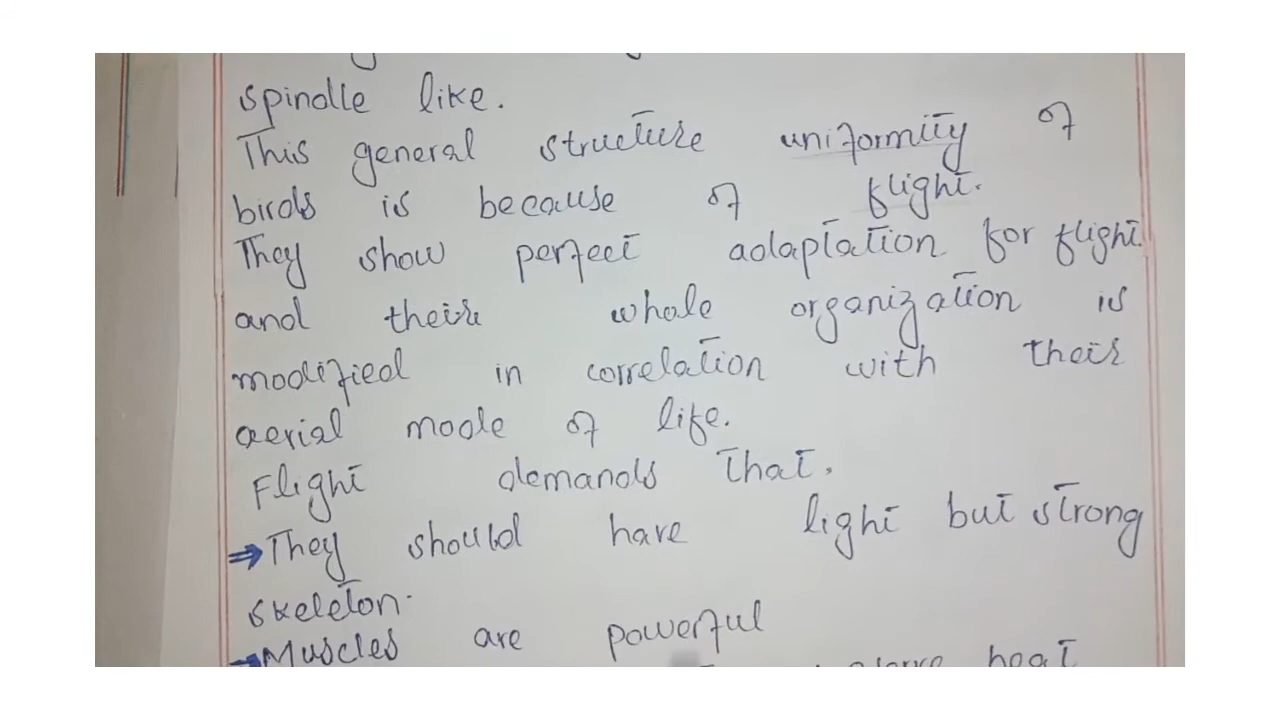 spindle like.
This general structure uniformity of
birds is because of flight.
They show perfect adaptation for flight
and their whole organization is
modified in correlation with their
aerial mode of life.
Flight demands that.
⇒ They should have light but strong
skeleton.
⇒ Muscles are powerful
heat